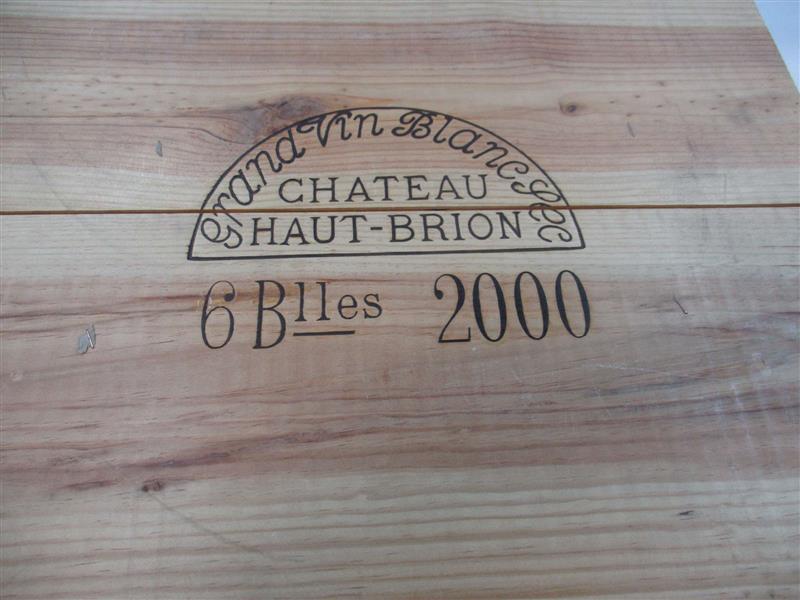 Grand Vin Blanc Sec
CHATEAU
HAUT-BRION
6 Blles 2000